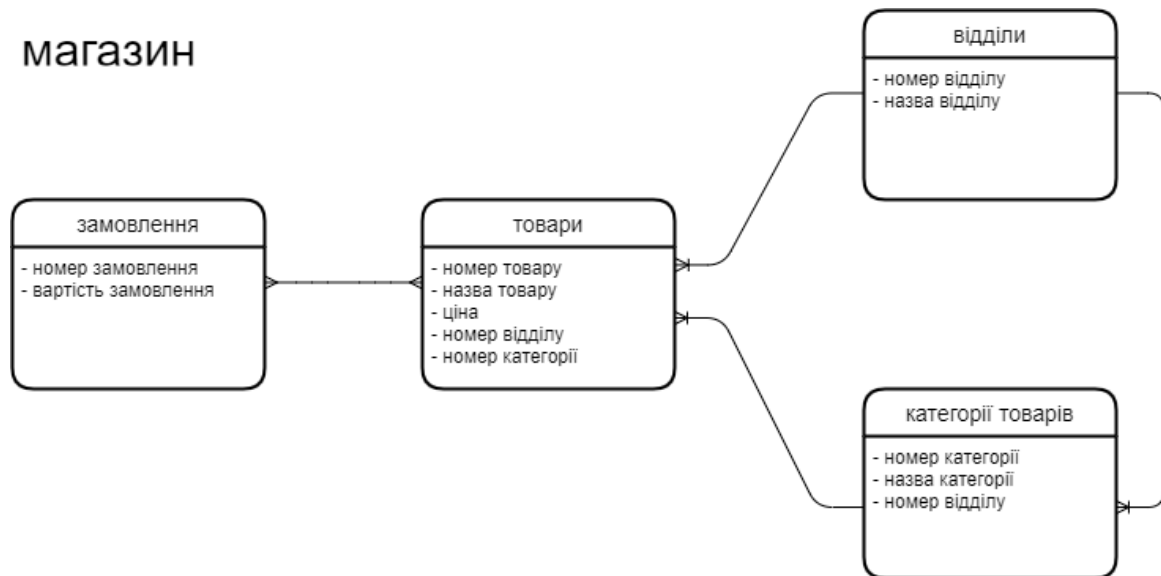 магазин
замовлення
- номер замовлення
- вартість замовлення
товари
- номер товару
- назва товару
- ціна
- номер відділу
- номер категорії
відділи
- номер відділу
- назва відділу
категорії товарів
- номер категорії
- назва категорії
- номер відділу